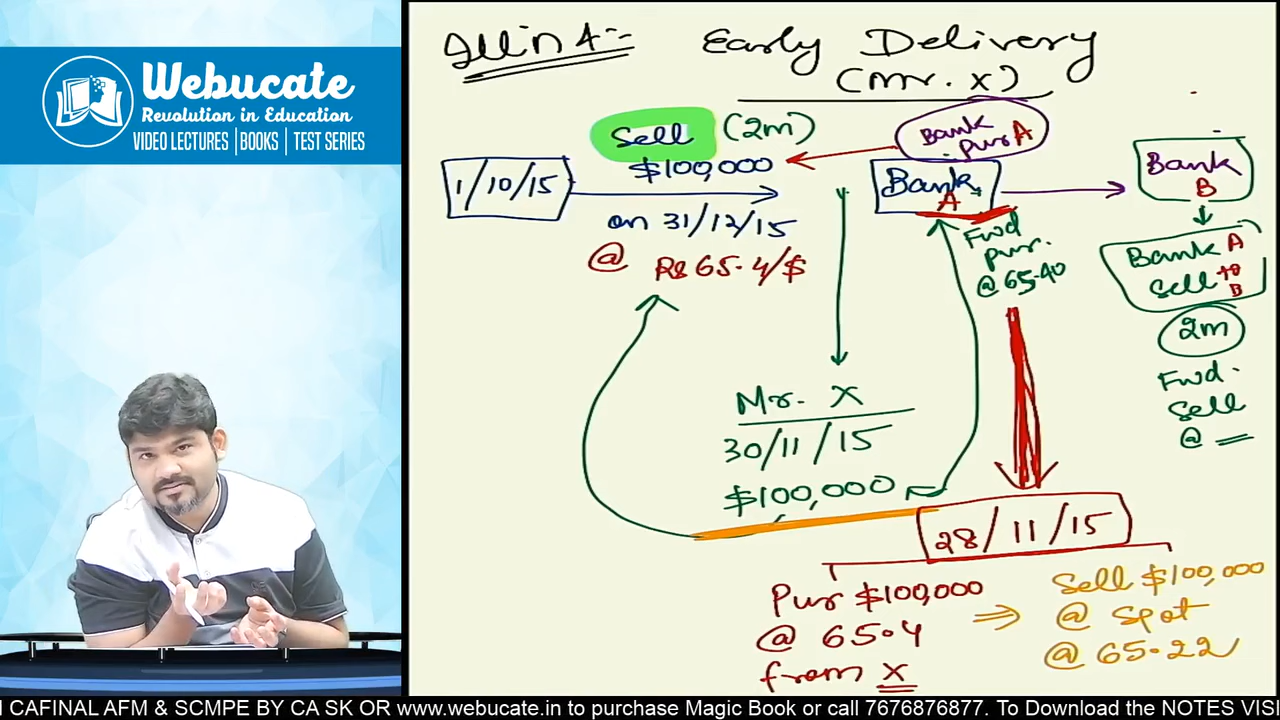 Webucate
Revolution in Education
VIDEO LECTURES | BOOKS | TEST SERIES
Illn 4:-
Early Delivery
(Mr. X)
Sell (2m)
$100,000
1/10/15
on 31/12/15
@ Rs 65.4/$
Bank
pur A
Bank
A
Fwd
pur.
@ 65.40
Bank
B
Bank A
Sell to
B
2m
Fwd.
Sell
@
Mr. X
30/11/15
$100,000
28/11/15
Pur $100,000
@ 65.4
from X
⇒
Sell $100,000
@ Spot
@ 65.22
I CAFINAL AFM & SCMPE BY CA SK OR www.webucate.in to purchase Magic Book or call 7676876877. To Download the NOTES VIS